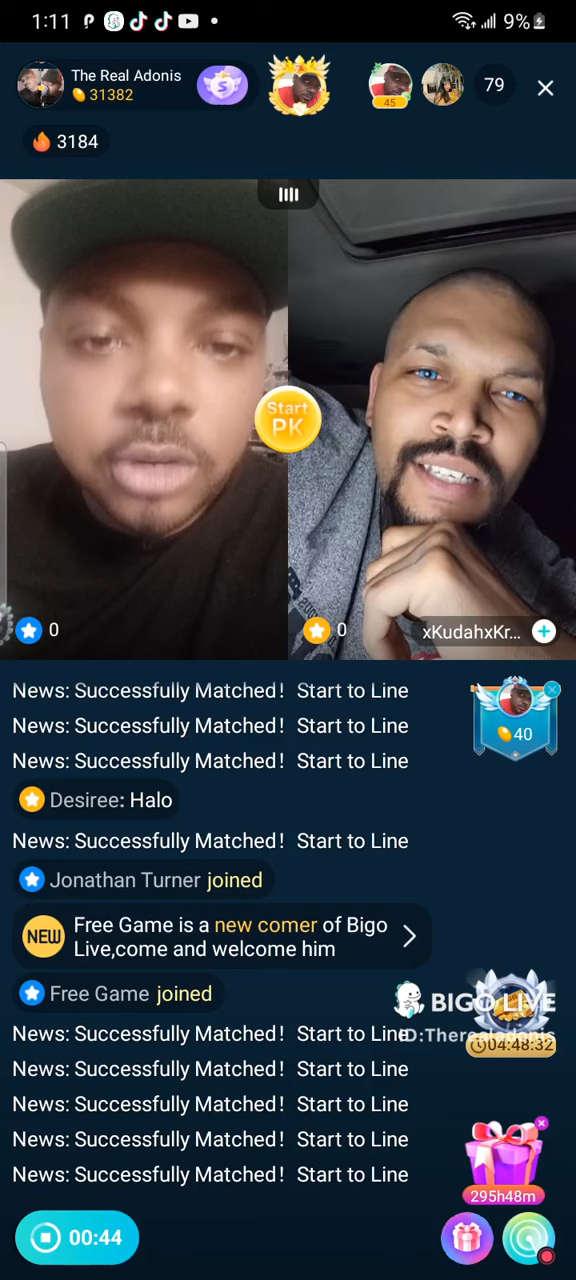 1:11
9%
The Real Adonis
31382
S
45
79
3184
Start
PK
0
0
xKudahxKr...
News: Successfully Matched! Start to Line
News: Successfully Matched! Start to Line
News: Successfully Matched! Start to Line
40
Desiree: Halo
News: Successfully Matched! Start to Line
Jonathan Turner joined
NEW
Free Game is a new comer of Bigo
Live,come and welcome him
Free Game joined
BIGO LIVE
News: Successfully Matched! Start to Line
ID:Therealadonis
04:48:32
News: Successfully Matched! Start to Line
News: Successfully Matched! Start to Line
News: Successfully Matched! Start to Line
News: Successfully Matched! Start to Line
295h48m
00:44